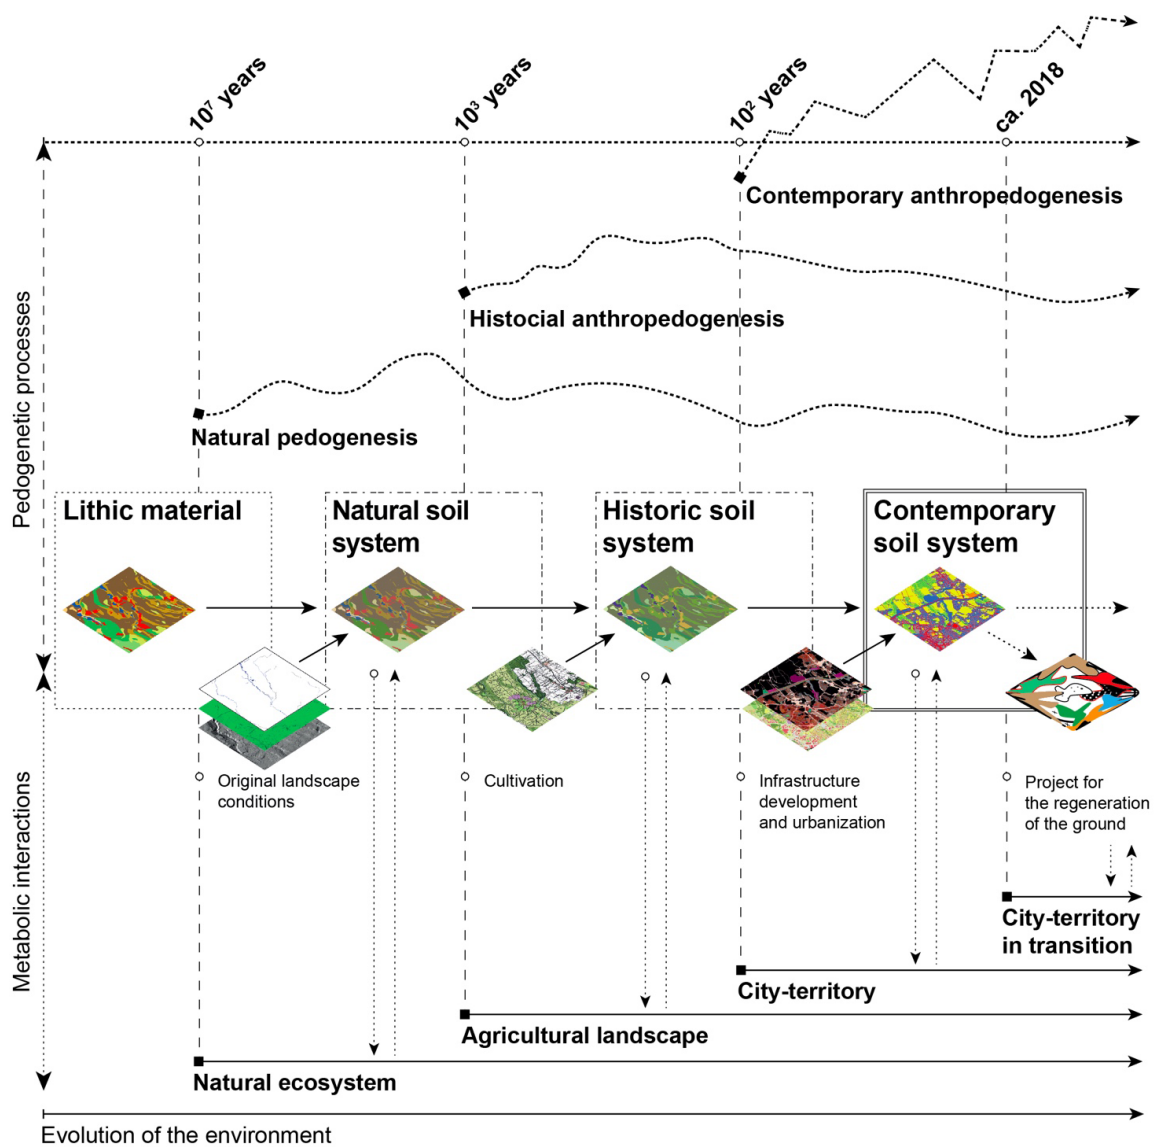 10⁷ years
10³ years
10² years
ca. 2018
Contemporary anthropedogenesis
Histocial anthropedogenesis
Natural pedogenesis
Pedogenetic processes
Lithic material
Natural soil
system
Historic soil
system
Contemporary
soil system
Original landscape
conditions
Cultivation
Infrastructure
development
and urbanization
Project for
the regeneration
of the ground
Metabolic interactions
City-territory
in transition
City-territory
Agricultural landscape
Natural ecosystem
Evolution of the environment